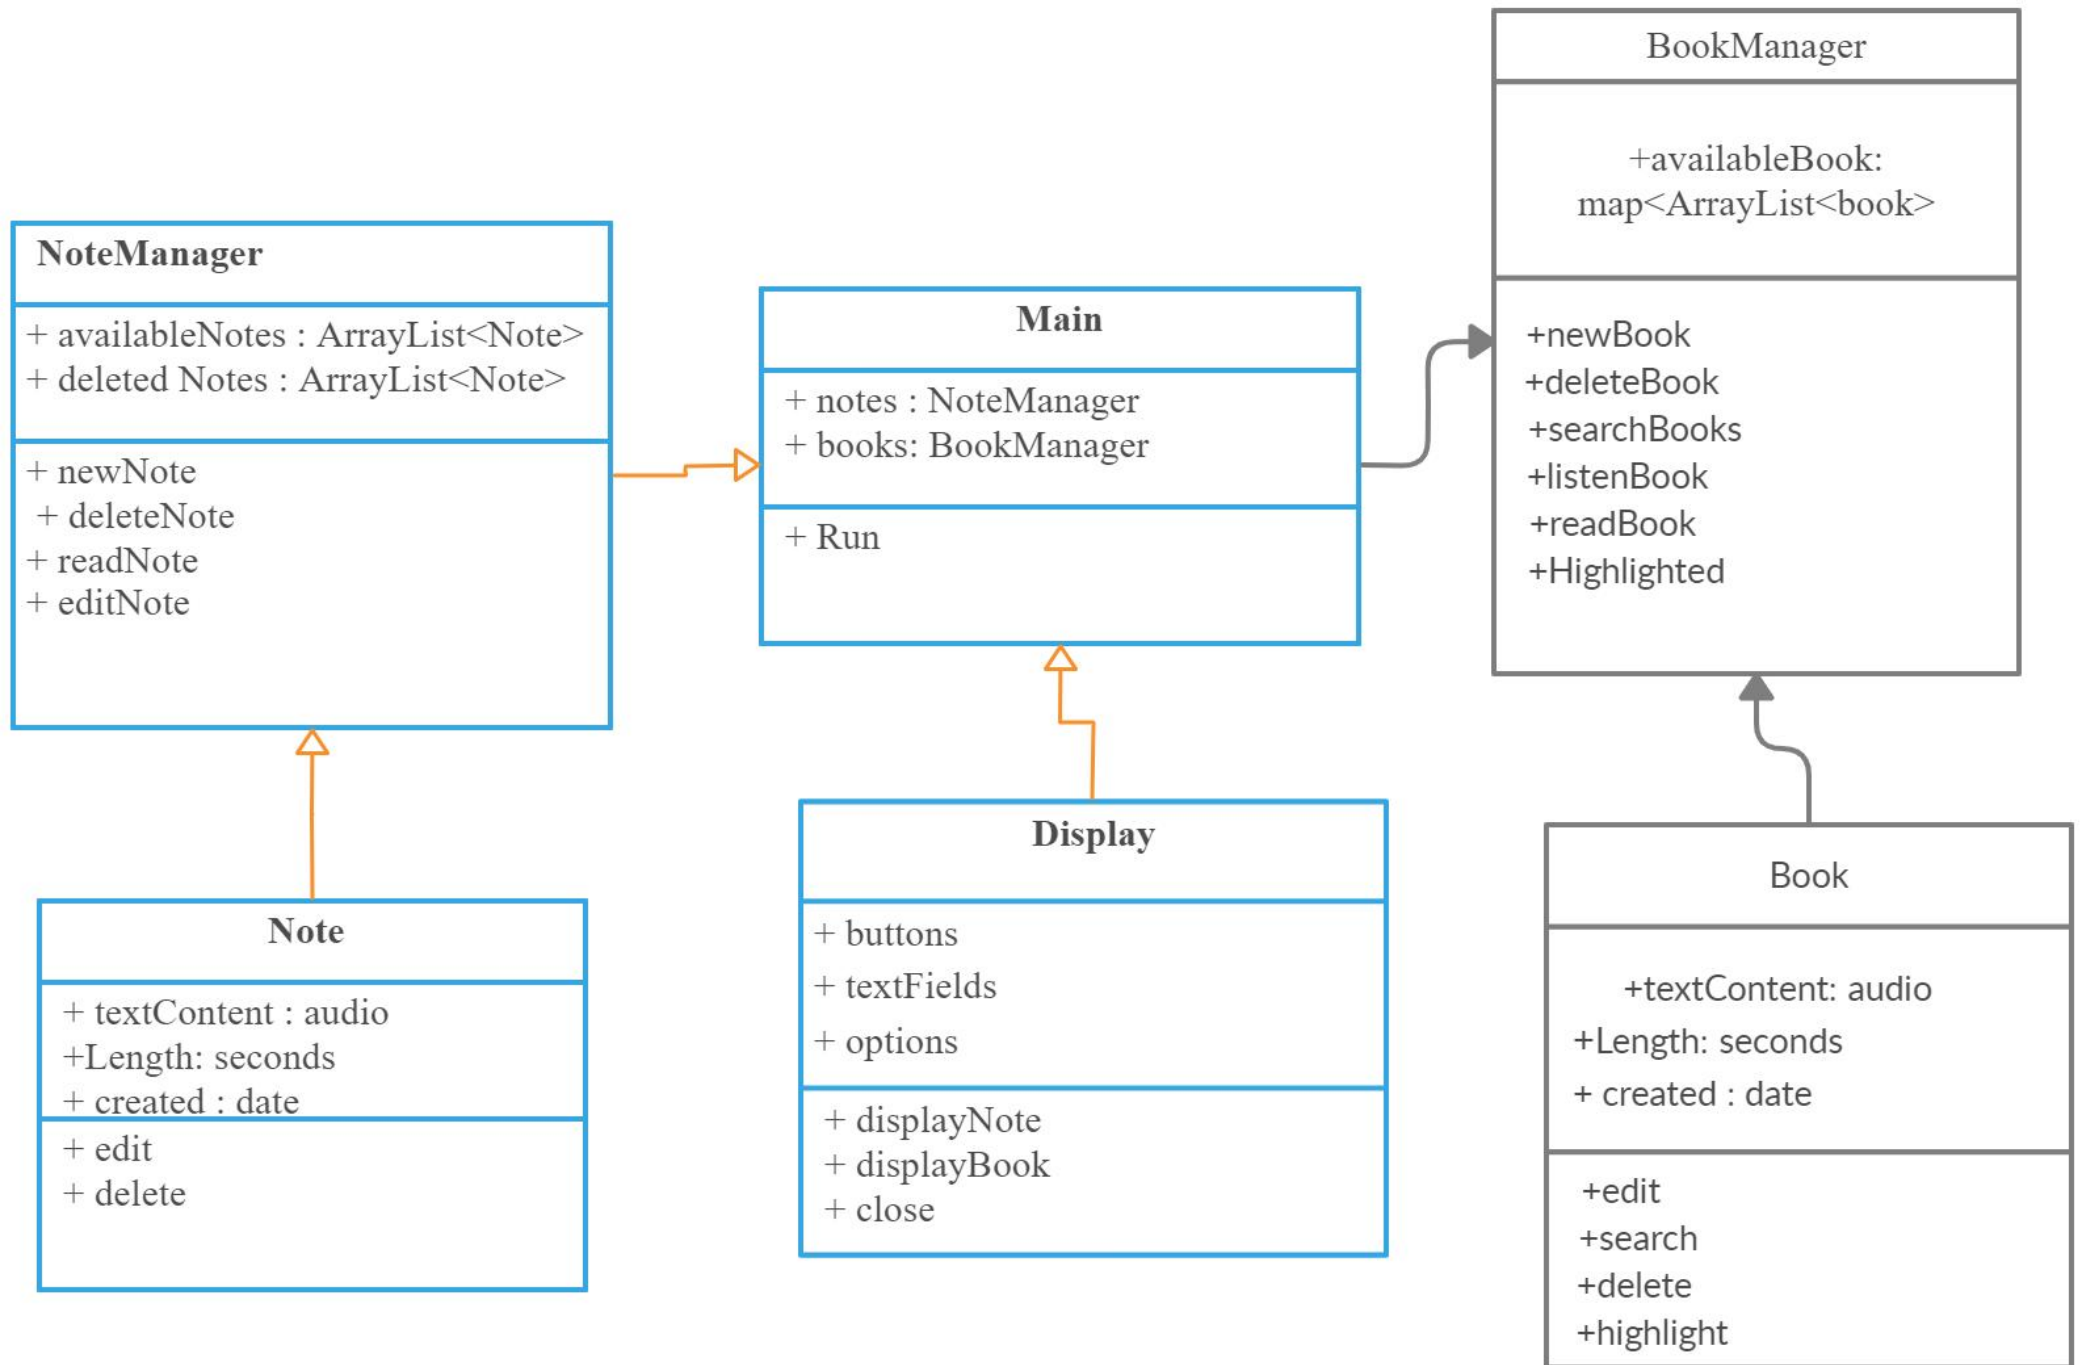 NoteManager
+ availableNotes : ArrayList<Note>
+ deleted Notes : ArrayList<Note>
+ newNote
+ deleteNote
+ readNote
+ editNote
Main
+ notes : NoteManager
+ books: BookManager
+ Run
BookManager
+availableBook:
map<ArrayList<book>
+newBook
+deleteBook
+searchBooks
+listenBook
+readBook
+Highlighted
Note
+ textContent : audio
+Length: seconds
+ created : date
+ edit
+ delete
Display
+ buttons
+ textFields
+ options
+ displayNote
+ displayBook
+ close
Book
+textContent: audio
+Length: seconds
+ created : date
+edit
+search
+delete
+highlight